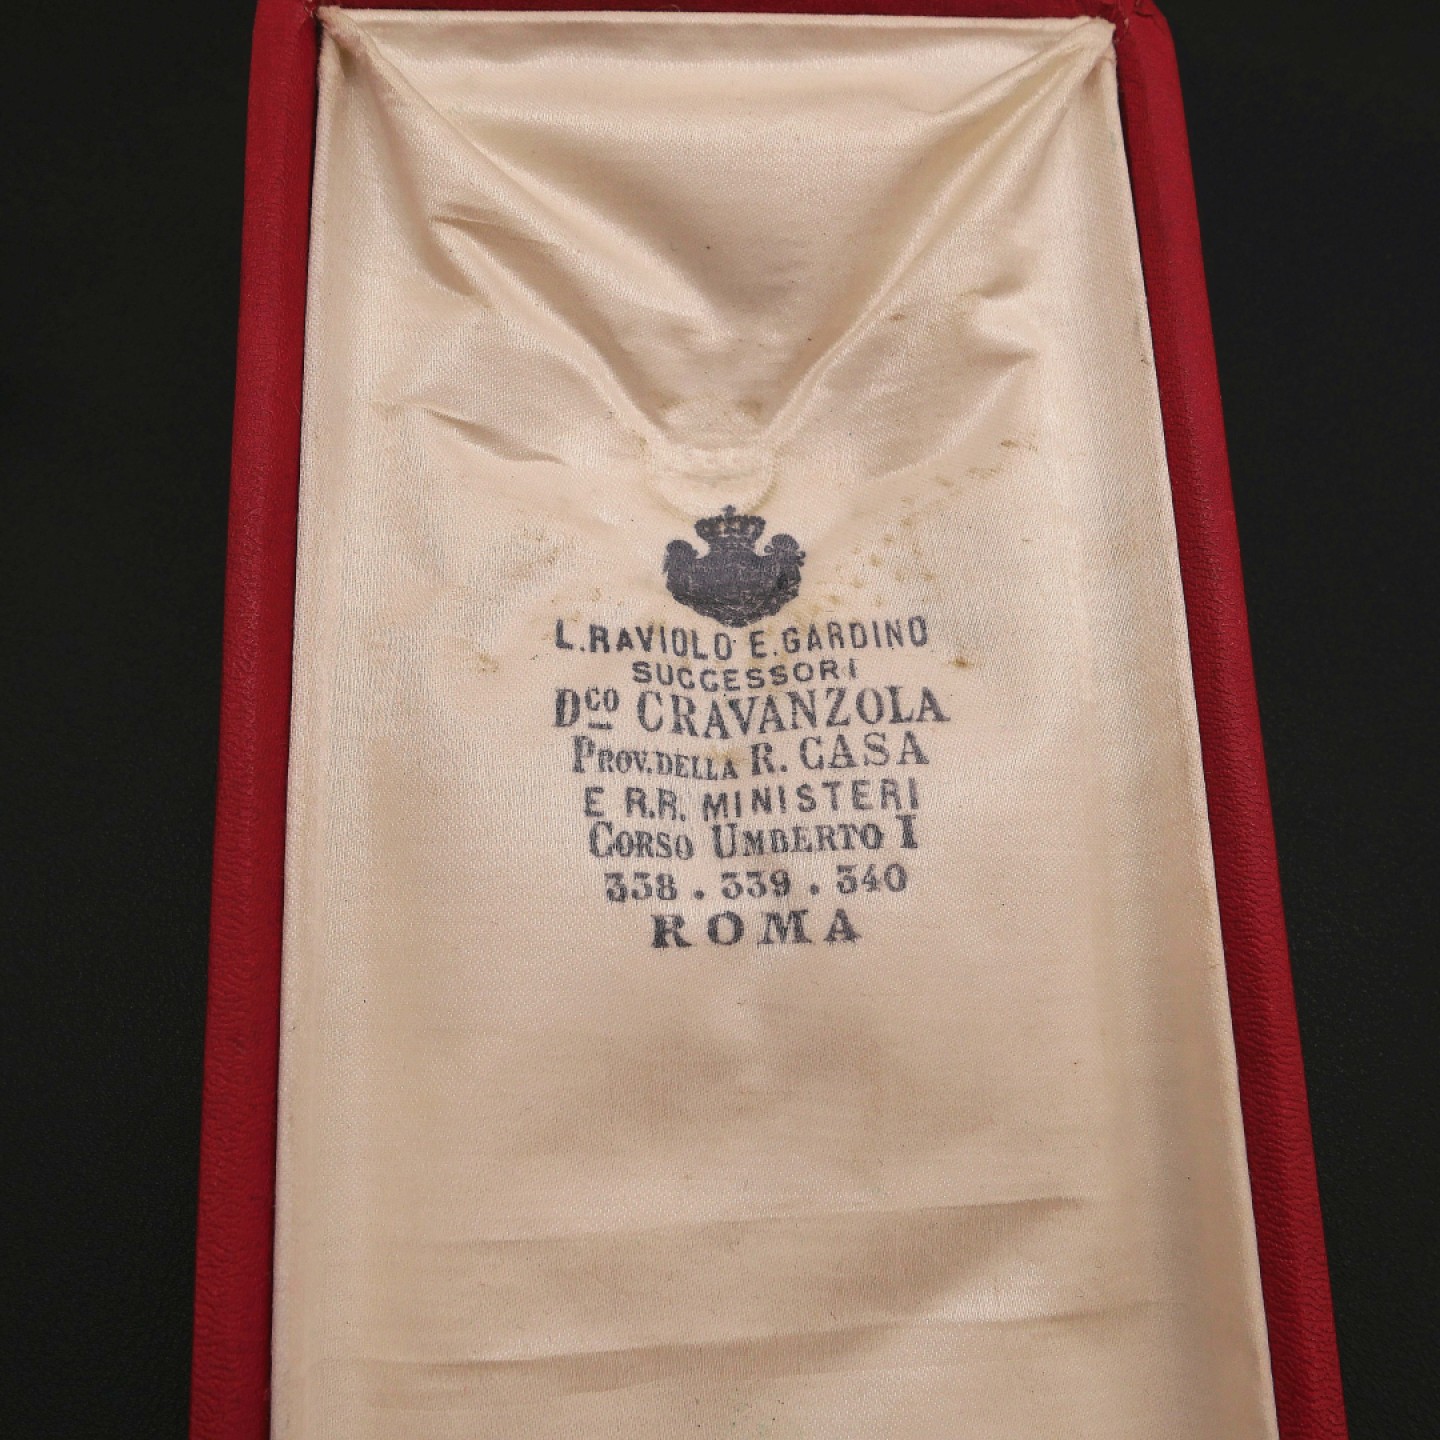 L. RAVIOLO E. GARDINO
SUCCESSORI
Dco CRAVANZOLA
PROV. DELLA R. CASA
E R.R. MINISTERI
CORSO UMBERTO I
338 . 339 . 340
ROMA